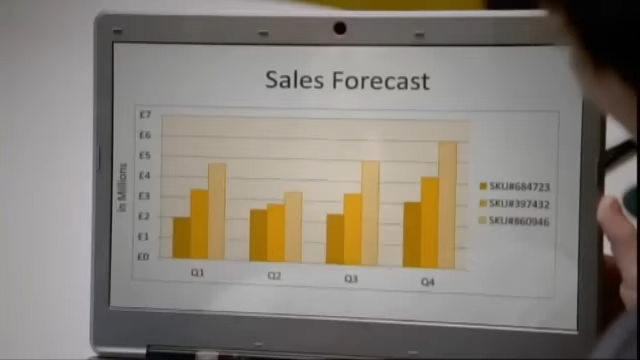 Sales Forecast
£7
£6
£5
£4
£3
£2
£1
£0
in Millions
Q1 Q2 Q3 Q4
SKU#684723
SKU#397432
SKU#860946